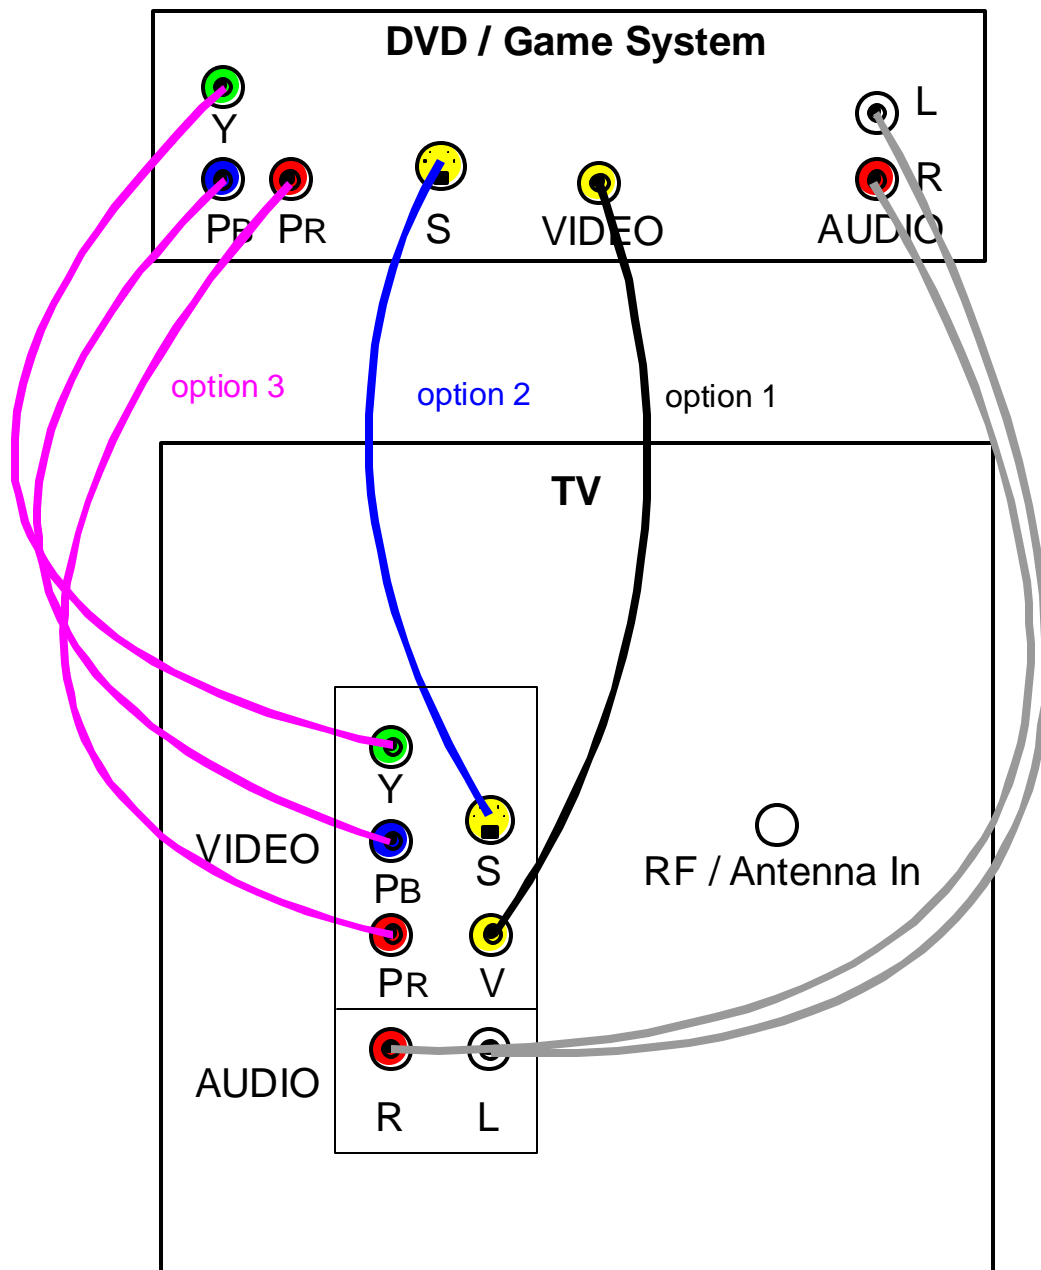 DVD / Game System
L
Y
R
PB PR S VIDEO AUDIO
option 3 option 2 option 1
TV
Y
VIDEO
S
RF / Antenna In
PB
PR V
AUDIO
R L